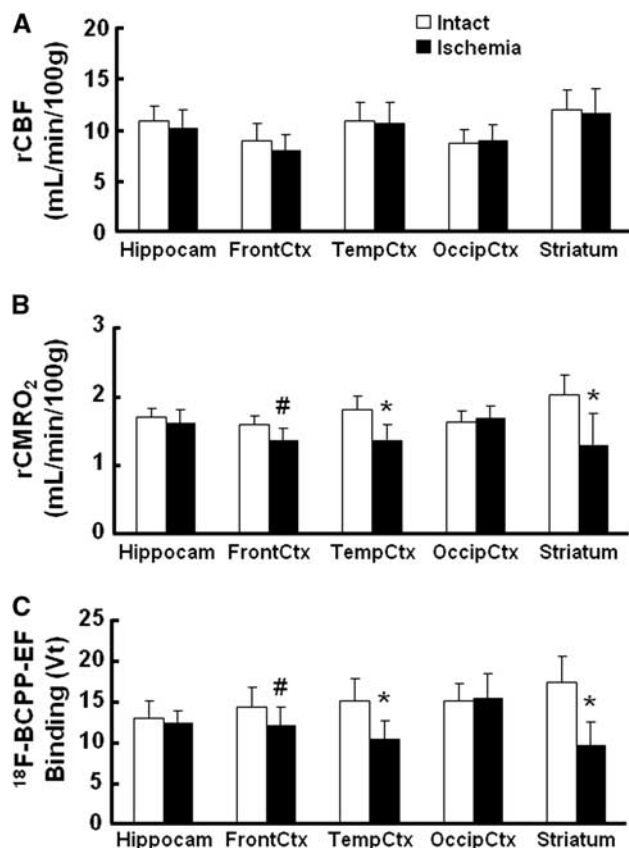 A
Intact
Ischemia
rCBF
(mL/min/100g)
20
15
10
5
0
Hippocam FrontCtx TempCtx OccipCtx Striatum
B
rCMRO₂
(mL/min/100g)
3
2
1
0
# * *
Hippocam FrontCtx TempCtx OccipCtx Striatum
C
¹⁸F-BCPP-EF
Binding (Vt)
25
20
15
10
5
0
# * *
Hippocam FrontCtx TempCtx OccipCtx Striatum